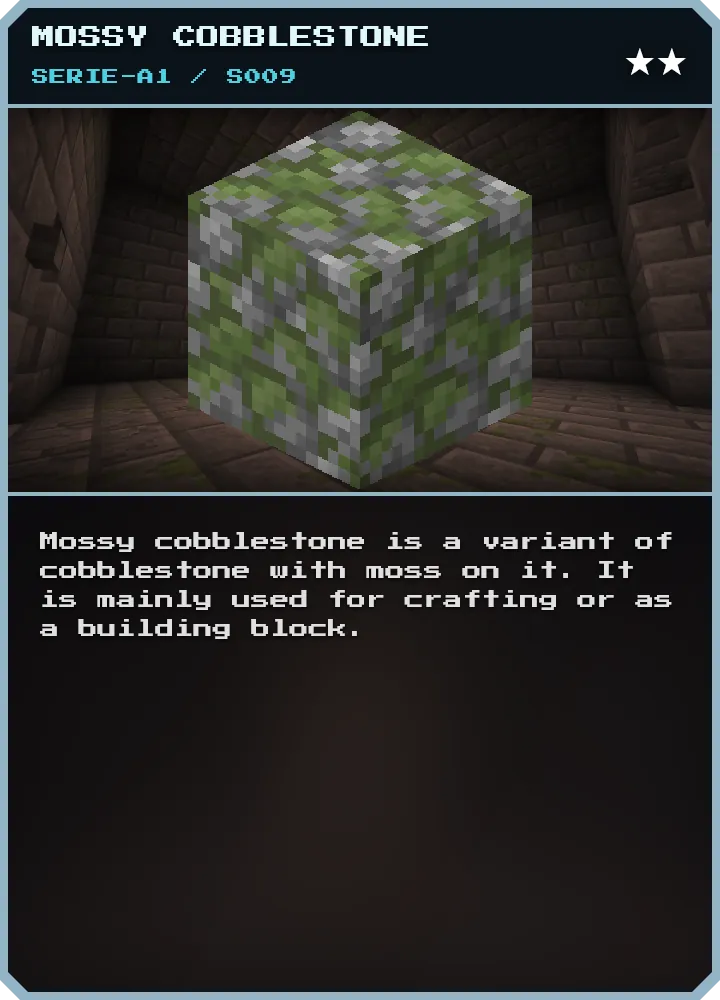 MOSSY COBBLESTONE
SERIE-A1 / S009
★★
Mossy cobblestone is a variant of
cobblestone with moss on it. It
is mainly used for crafting or as
a building block.